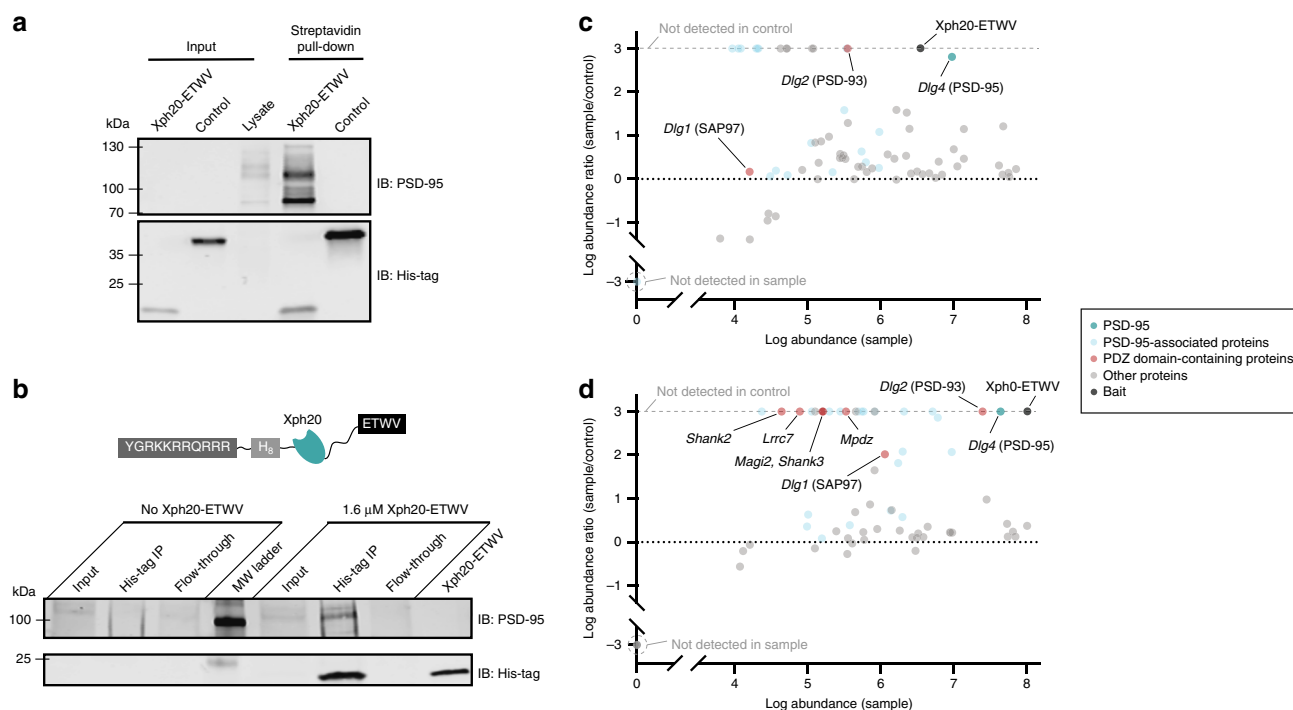 a
Input
Streptavidin
pull-down
Xph20-ETWV
Control
Lysate
Xph20-ETWV
Control
kDa
130
100
70
IB: PSD-95
35
25
IB: His-tag
b
YGRKKRRQRRR
H8
Xph20
ETWV
No Xph20-ETWV
1.6 µM Xph20-ETWV
Input
His-tag IP
Flow-through
MW ladder
Input
His-tag IP
Flow-through
Xph20-ETWV
kDa
100
IB: PSD-95
25
IB: His-tag
c
Not detected in control
Xph20-ETWV
Dlg2 (PSD-93)
Dlg4 (PSD-95)
Dlg1 (SAP97)
3
2
1
0
–1
–3
Not detected in sample
Log abundance ratio (sample/control)
0
4
5
6
7
8
Log abundance (sample)
PSD-95
PSD-95-associated proteins
PDZ domain-containing proteins
Other proteins
Bait
d
Not detected in control
Dlg2 (PSD-93)
Xph0-ETWV
Shank2
Lrrc7
Magi2, Shank3
Mpdz
Dlg4 (PSD-95)
Dlg1 (SAP97)
3
2
1
0
–1
–3
Not detected in sample
Log abundance ratio (sample/control)
0
4
5
6
7
8
Log abundance (sample)